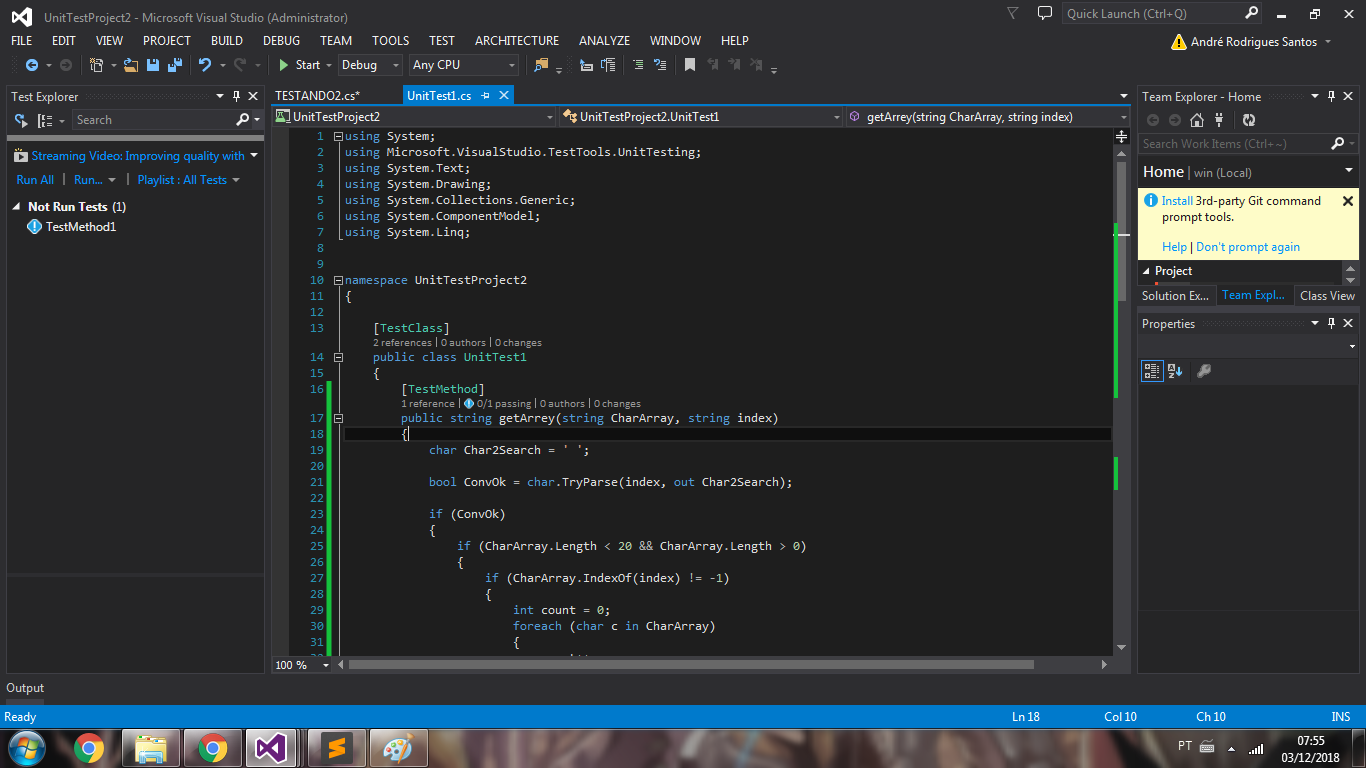 UnitTestProject2 - Microsoft Visual Studio (Administrator)
Quick Launch (Ctrl+Q)
FILE EDIT VIEW PROJECT BUILD DEBUG TEAM TOOLS TEST ARCHITECTURE ANALYZE WINDOW HELP
André Rodrigues Santos
Start Debug Any CPU
Test Explorer
Search
Streaming Video: Improving quality with
Run All | Run... | Playlist : All Tests
Not Run Tests (1)
TestMethod1
TESTANDO2.cs* UnitTest1.cs
UnitTestProject2 UnitTestProject2.UnitTest1 getArrey(string CharArray, string index)
1 using System;
2 using Microsoft.VisualStudio.TestTools.UnitTesting;
3 using System.Text;
4 using System.Drawing;
5 using System.Collections.Generic;
6 using System.ComponentModel;
7 using System.Linq;
8
9
10 namespace UnitTestProject2
11 {
12
13 [TestClass]
2 references | 0 authors | 0 changes
14 public class UnitTest1
15 {
16 [TestMethod]
1 reference | 0/1 passing | 0 authors | 0 changes
17 public string getArrey(string CharArray, string index)
18 {
19 char Char2Search = ' ';
20
21 bool ConvOk = char.TryParse(index, out Char2Search);
22
23 if (ConvOk)
24 {
25 if (CharArray.Length < 20 && CharArray.Length > 0)
26 {
27 if (CharArray.IndexOf(index) != -1)
28 {
29 int count = 0;
30 foreach (char c in CharArray)
31 {
100 %
Team Explorer - Home
Search Work Items (Ctrl+~)
Home | win (Local)
Install 3rd-party Git command
prompt tools.
Help | Don't prompt again
Project
Solution Ex... Team Expl... Class View
Properties
Output
Ready
Ln 18 Col 10 Ch 10 INS
PT
07:55
03/12/2018